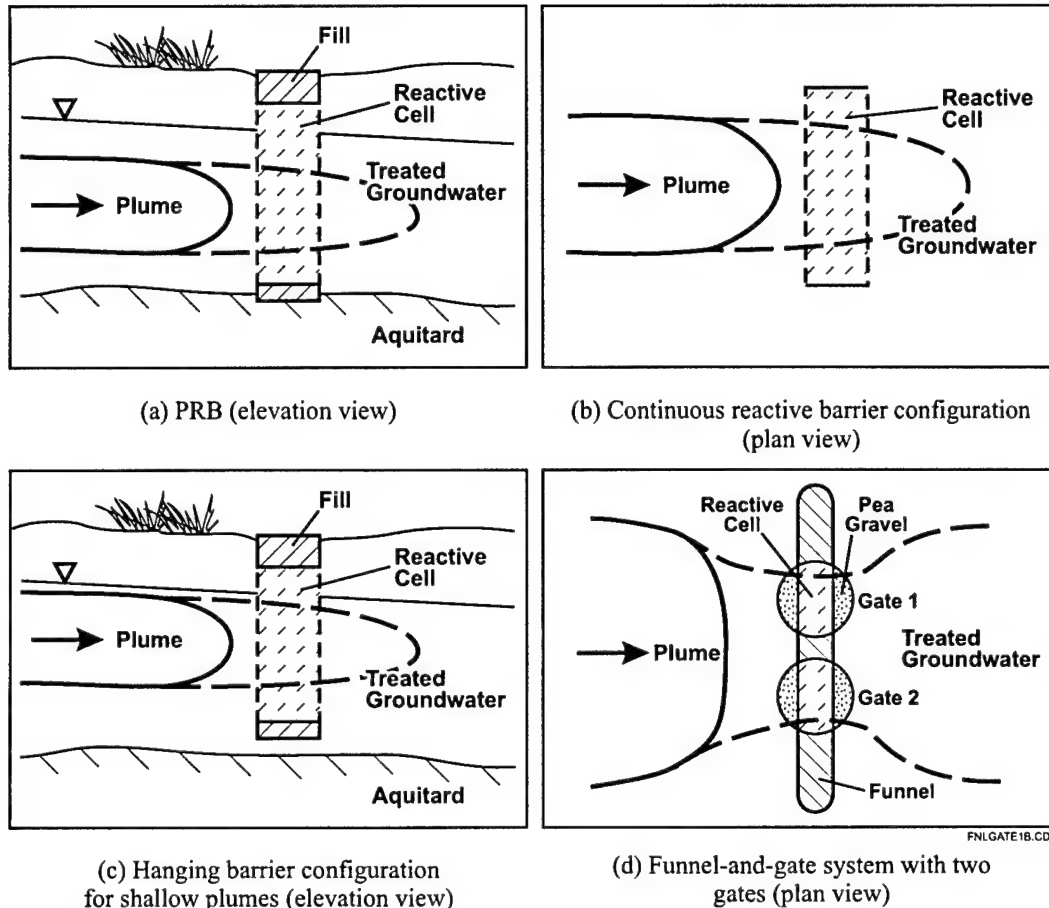 Fill
Reactive
Cell
Treated
Groundwater
Plume
Aquitard
(a) PRB (elevation view)
Reactive
Cell
Plume
Treated
Groundwater
(b) Continuous reactive barrier configuration
(plan view)
Fill
Reactive
Cell
Plume
Treated
Groundwater
Aquitard
(c) Hanging barrier configuration
for shallow plumes (elevation view)
Reactive
Cell
Pea
Gravel
Gate 1
Plume
Treated
Groundwater
Gate 2
Funnel
FNLGATE1B.CD
(d) Funnel-and-gate system with two
gates (plan view)